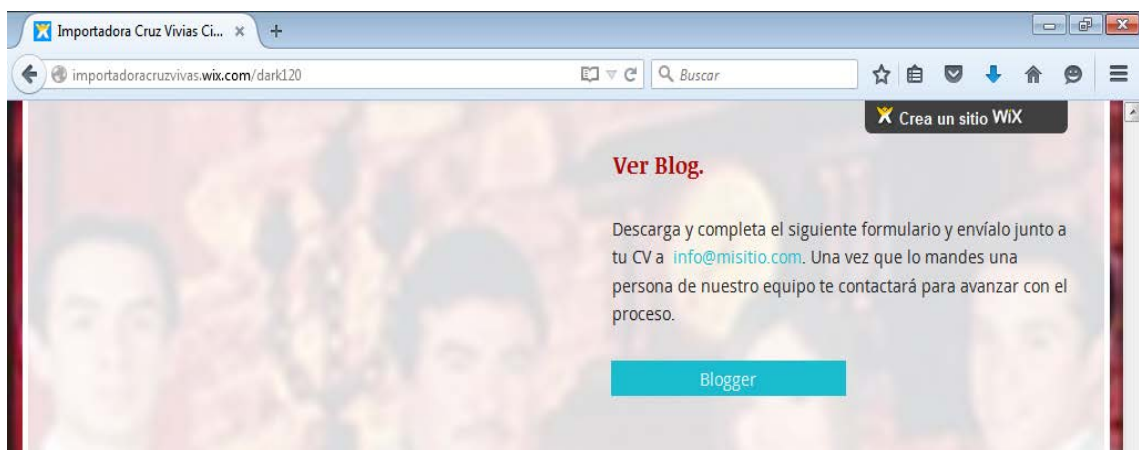 Importadora Cruz Vivias Ci...
importadoracruzvivas.wix.com/dark120
Buscar
Crea un sitio WiX
Ver Blog.
Descarga y completa el siguiente formulario y envíalo junto a
tu CV a info@misitio.com. Una vez que lo mandes una
persona de nuestro equipo te contactará para avanzar con el
proceso.
Blogger